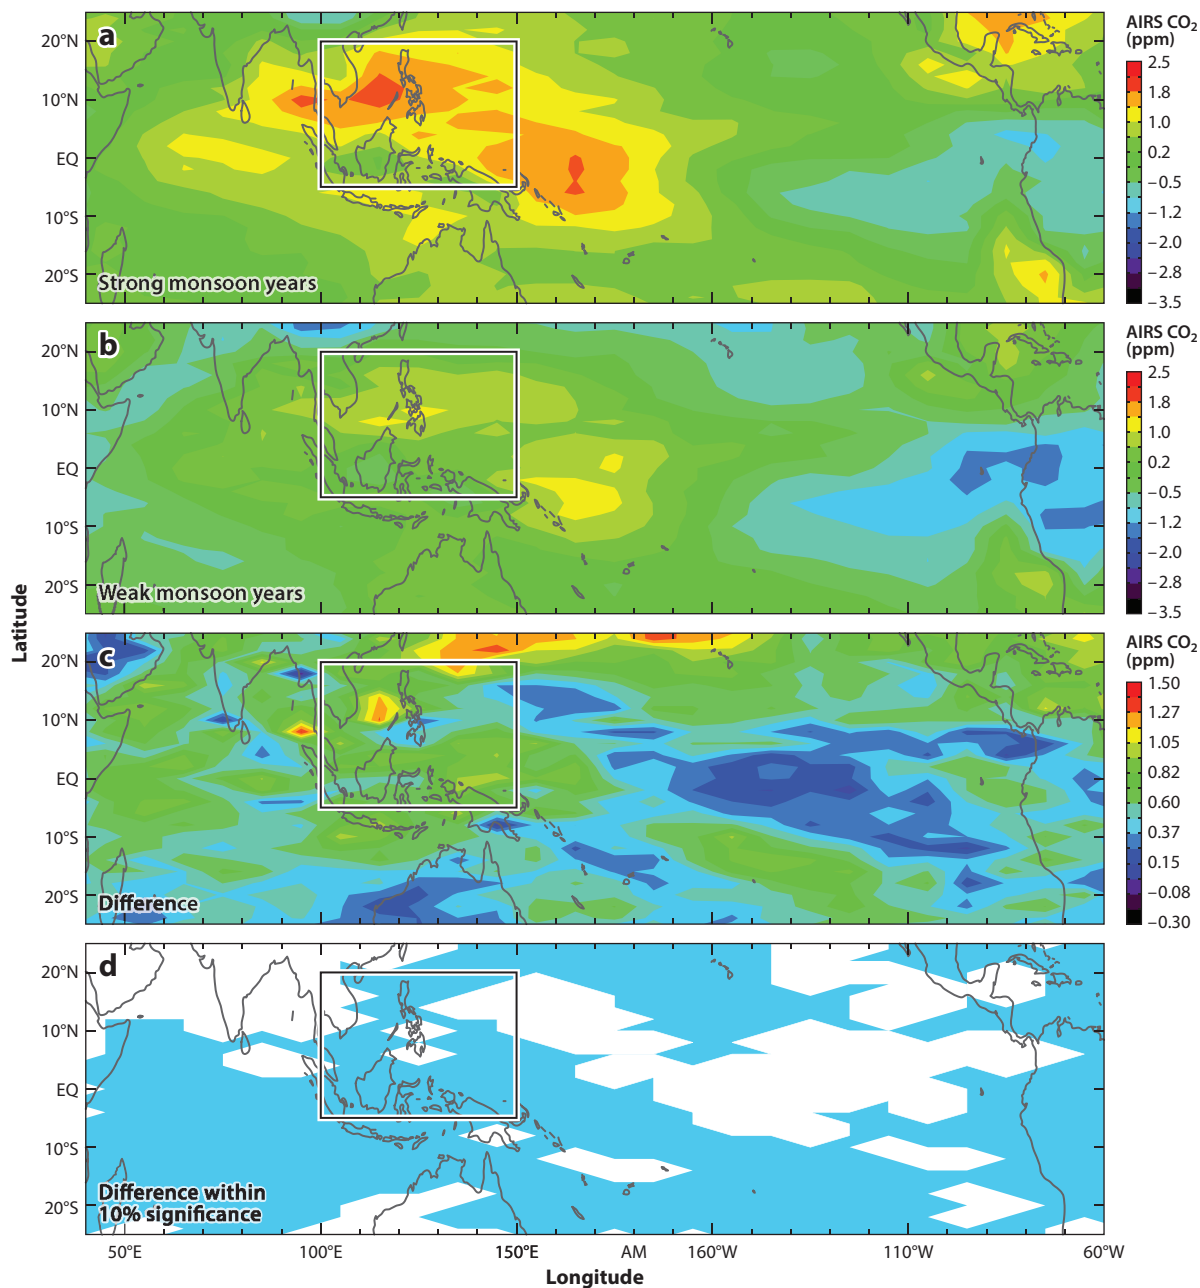 a
20°N
10°N
EQ
10°S
20°S
Strong monsoon years
AIRS CO₂
(ppm)
2.5
1.8
1.0
0.2
−0.5
−1.2
−2.0
−2.8
−3.5
b
20°N
10°N
EQ
10°S
20°S
Weak monsoon years
AIRS CO₂
(ppm)
2.5
1.8
1.0
0.2
−0.5
−1.2
−2.0
−2.8
−3.5
Latitude
c
20°N
10°N
EQ
10°S
20°S
Difference
AIRS CO₂
(ppm)
1.50
1.27
1.05
0.82
0.60
0.37
0.15
−0.08
−0.30
d
20°N
10°N
EQ
10°S
20°S
Difference within
10% significance
50°E 100°E 150°E AM 160°W 110°W 60°W
Longitude